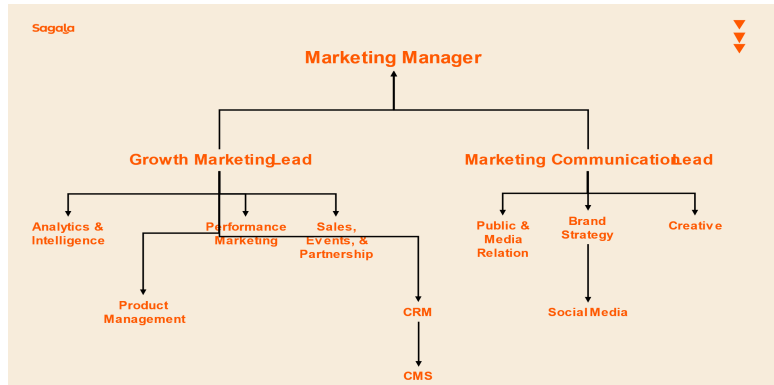 Sagala
Marketing Manager
Growth Marketing Lead
Marketing Communication Lead
Analytics &
Intelligence
Performance
Marketing
Sales,
Events, &
Partnership
Public &
Media
Relation
Brand
Strategy
Creative
Product
Management
CRM
Social Media
CMS